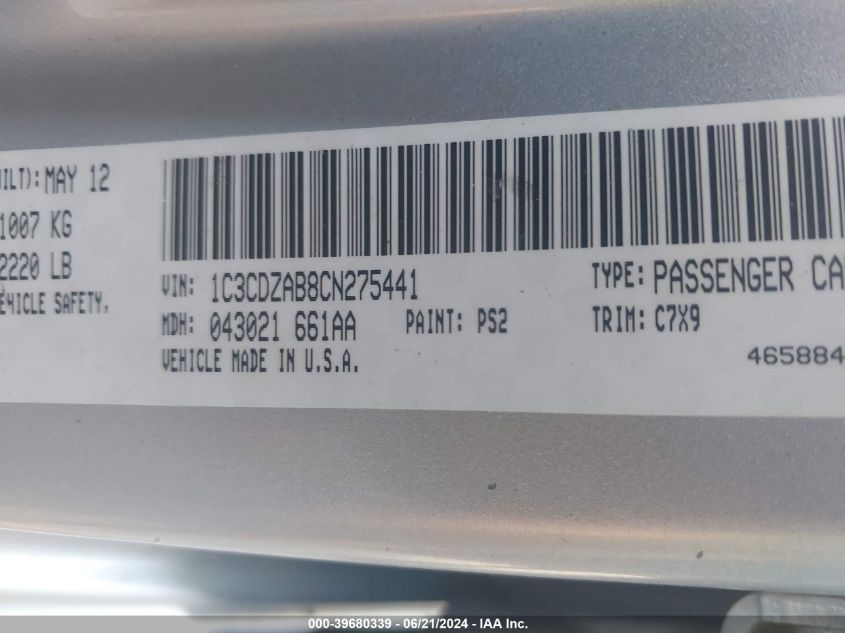 UILT): MAY 12
1007 KG
2220 LB
VEHICLE SAFETY,
VIN: 1C3CDZAB8CN275441
TYPE: PASSENGER CA
MDH: 043021 661AA PAINT: PS2 TRIM: C7X9
VEHICLE MADE IN U.S.A.
465884
000-39680339 - 06/21/2024 - IAA Inc.